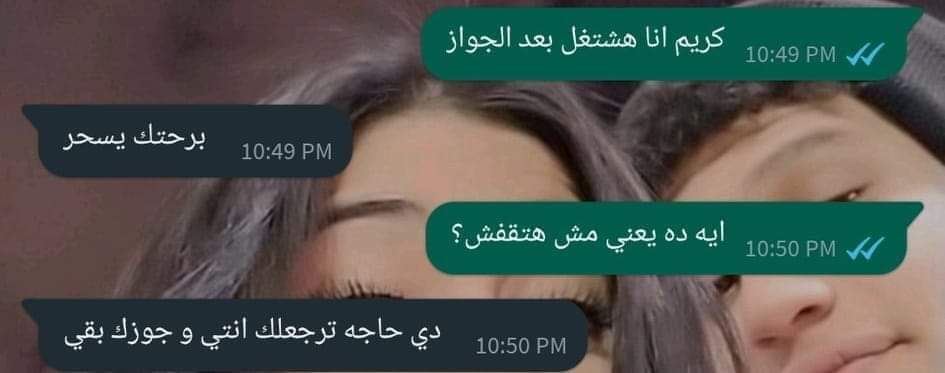 كريم انا هشتغل بعد الجواز
10:49 PM
برحتك يسحر
10:49 PM
ايه ده يعني مش هتقفش؟
10:50 PM
دي حاجه ترجعلك انتي و جوزك بقي
10:50 PM